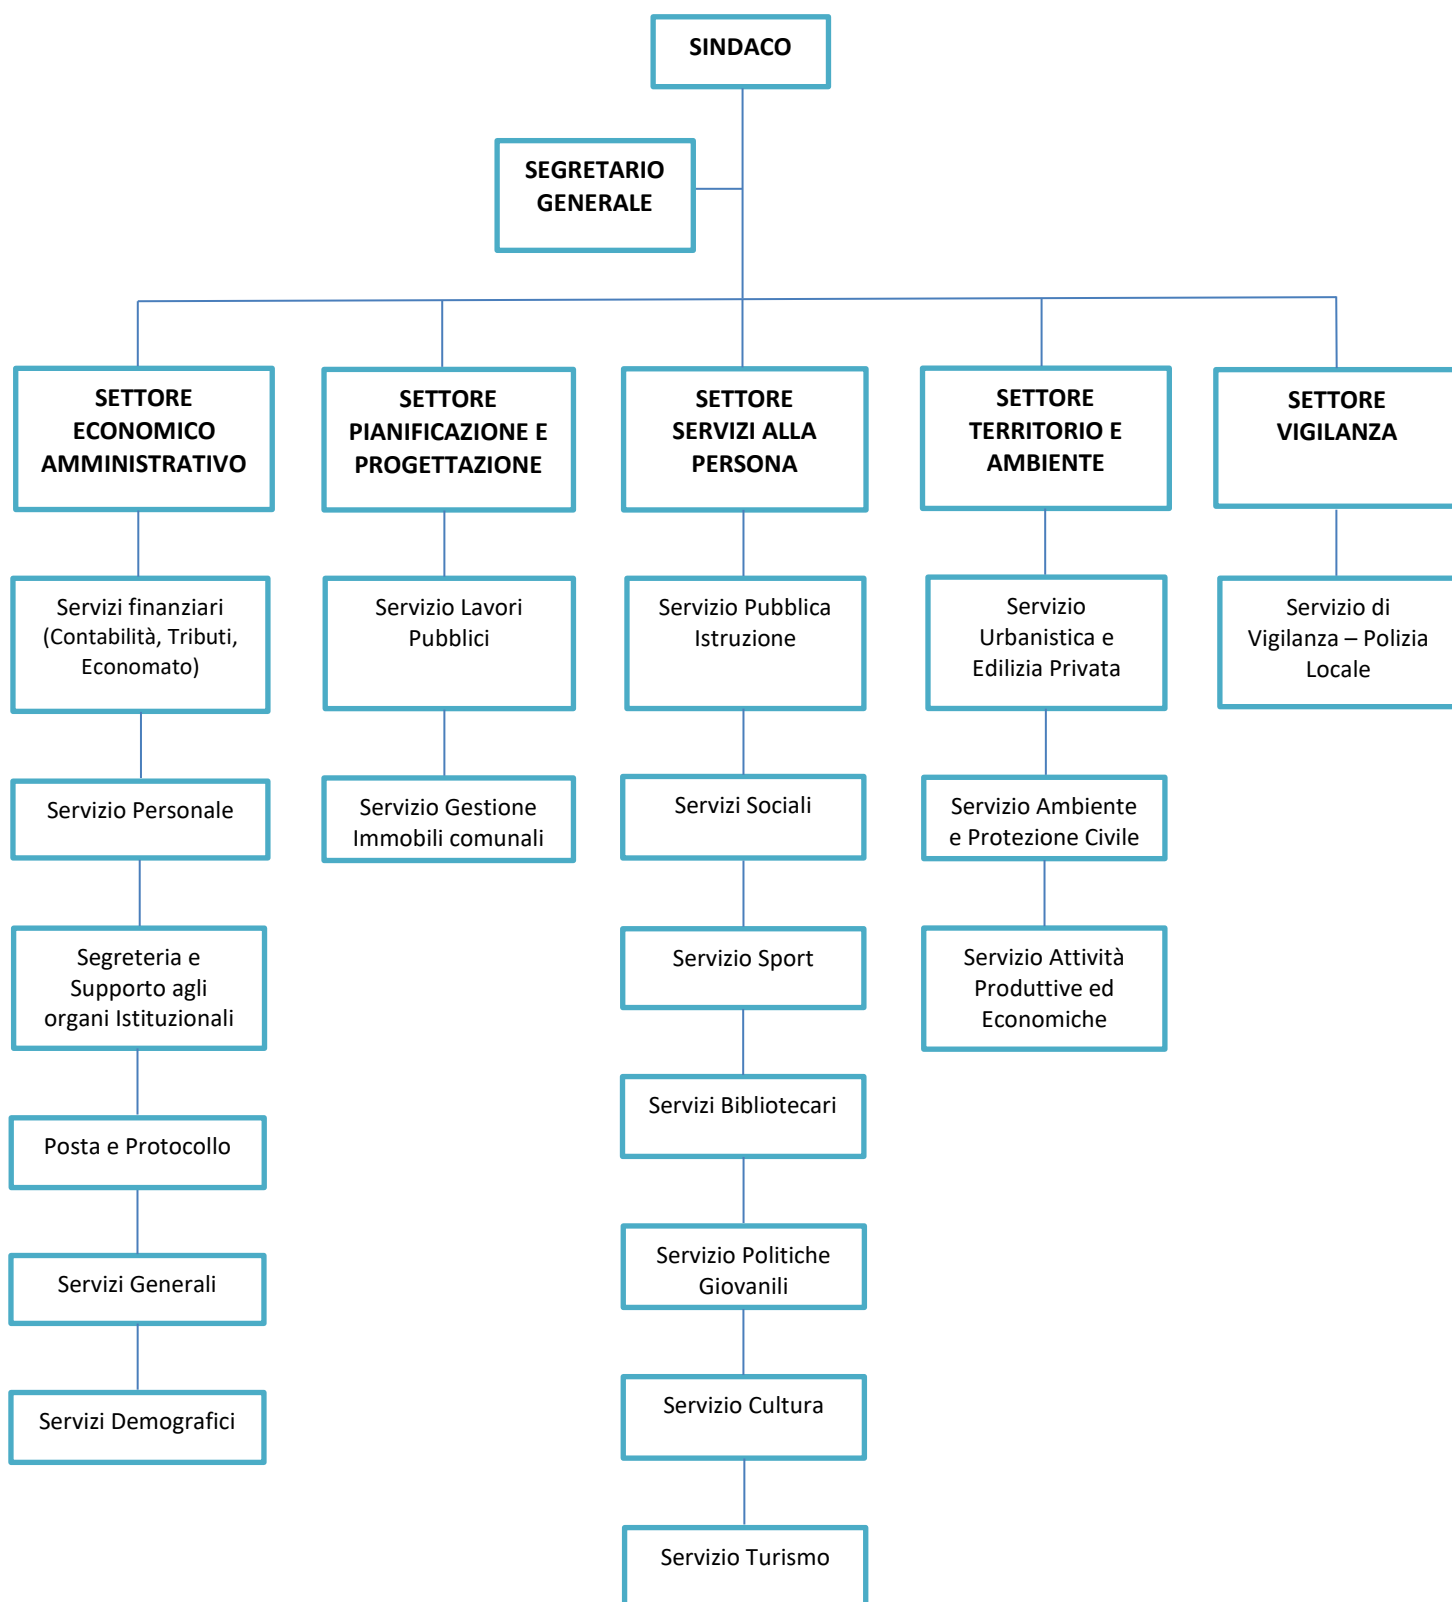 SINDACO
SEGRETARIO
GENERALE
SETTORE
ECONOMICO
AMMINISTRATIVO
SETTORE
PIANIFICAZIONE E
PROGETTAZIONE
SETTORE
SERVIZI ALLA
PERSONA
SETTORE
TERRITORIO E
AMBIENTE
SETTORE
VIGILANZA
Servizi finanziari
(Contabilità, Tributi,
Economato)
Servizio Lavori
Pubblici
Servizio Pubblica
Istruzione
Servizio
Urbanistica e
Edilizia Privata
Servizio di
Vigilanza – Polizia
Locale
Servizio Personale
Servizio Gestione
Immobili comunali
Servizi Sociali
Servizio Ambiente
e Protezione Civile
Segreteria e
Supporto agli
organi Istituzionali
Servizio Sport
Servizio Attività
Produttive ed
Economiche
Posta e Protocollo
Servizi Bibliotecari
Servizi Generali
Servizio Politiche
Giovanili
Servizi Demografici
Servizio Cultura
Servizio Turismo